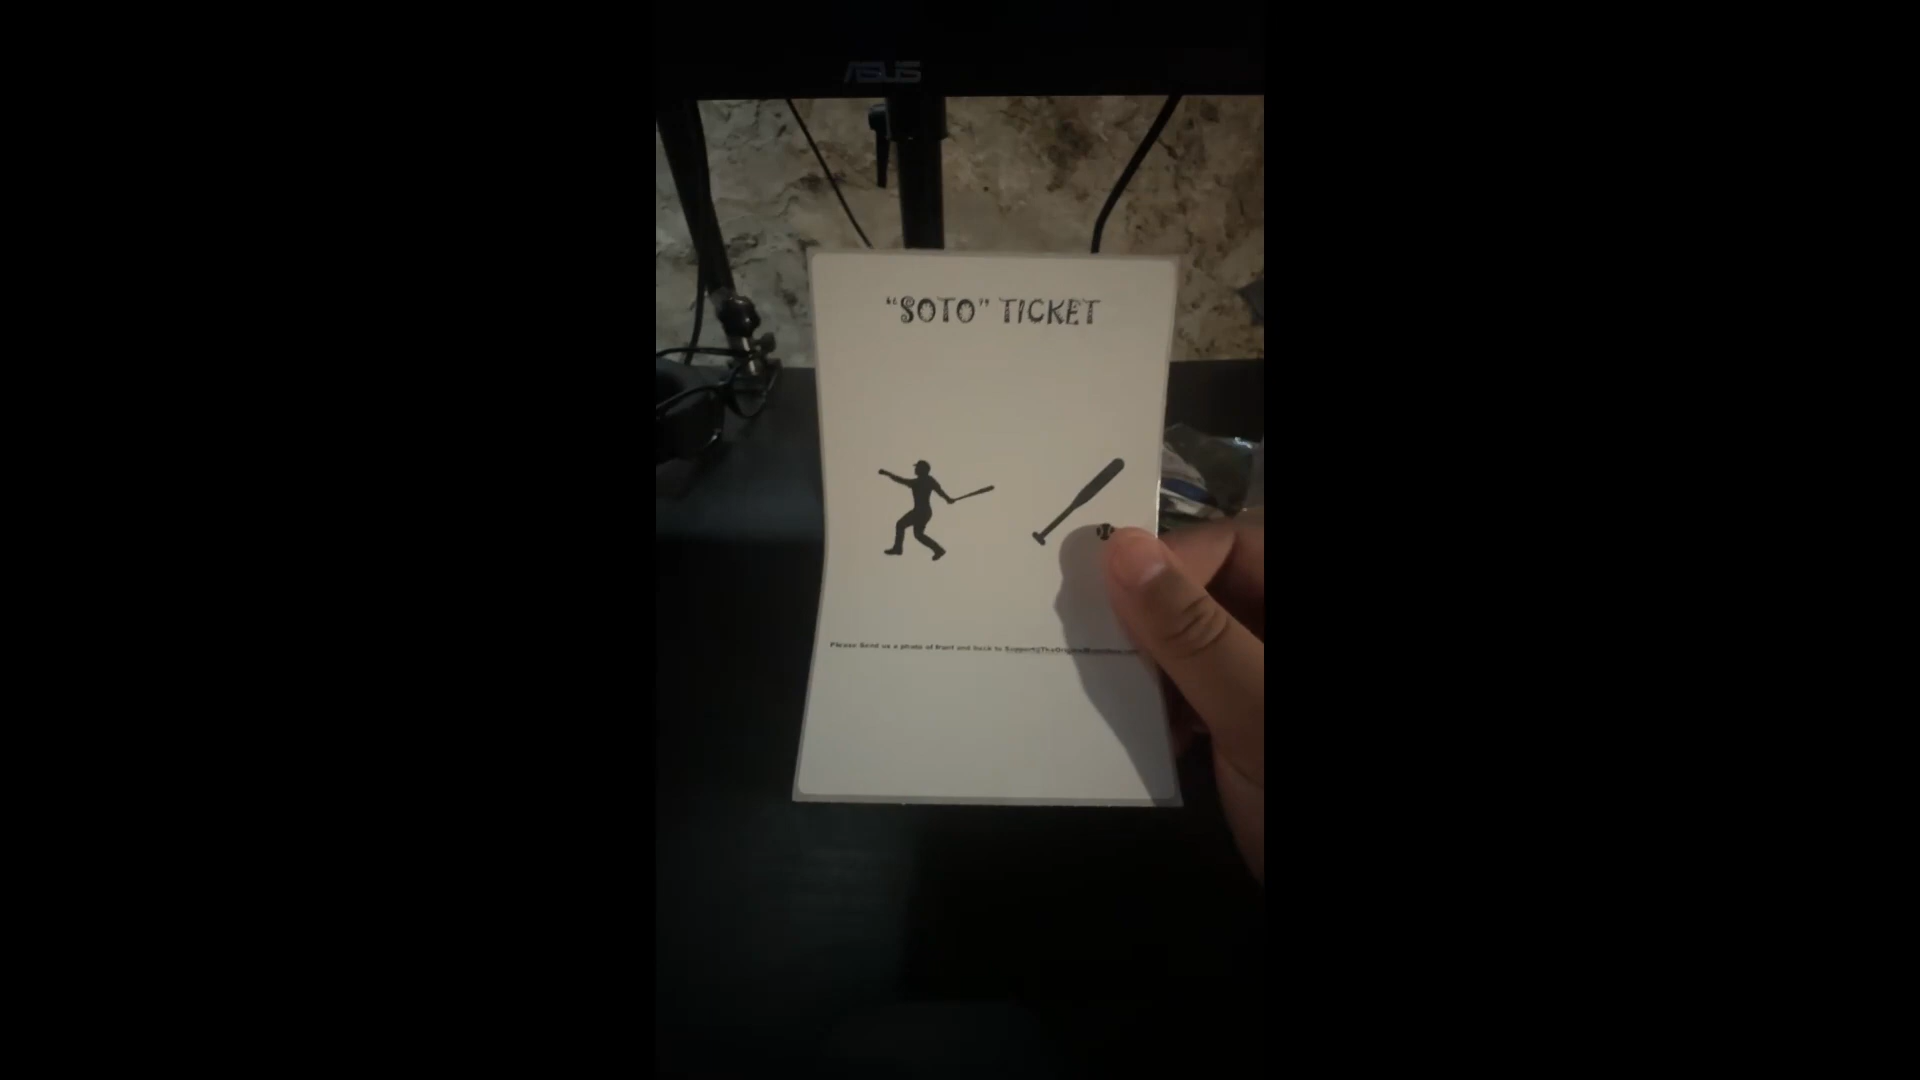 ASUS
“SOTO” TICKET
Please Send us a photo of front and back to